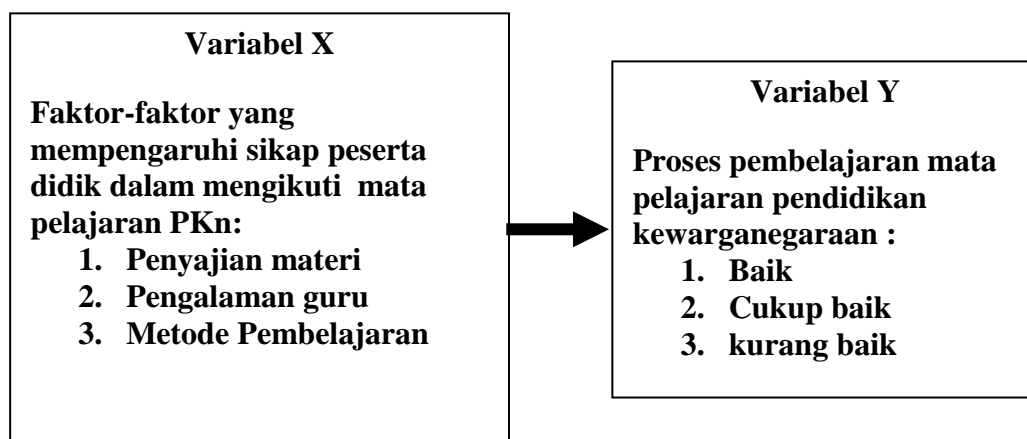 Variabel X
Faktor-faktor yang
mempengaruhi sikap peserta
didik dalam mengikuti mata
pelajaran PKn:
1. Penyajian materi
2. Pengalaman guru
3. Metode Pembelajaran
Variabel Y
Proses pembelajaran mata
pelajaran pendidikan
kewarganegaraan :
1. Baik
2. Cukup baik
3. kurang baik